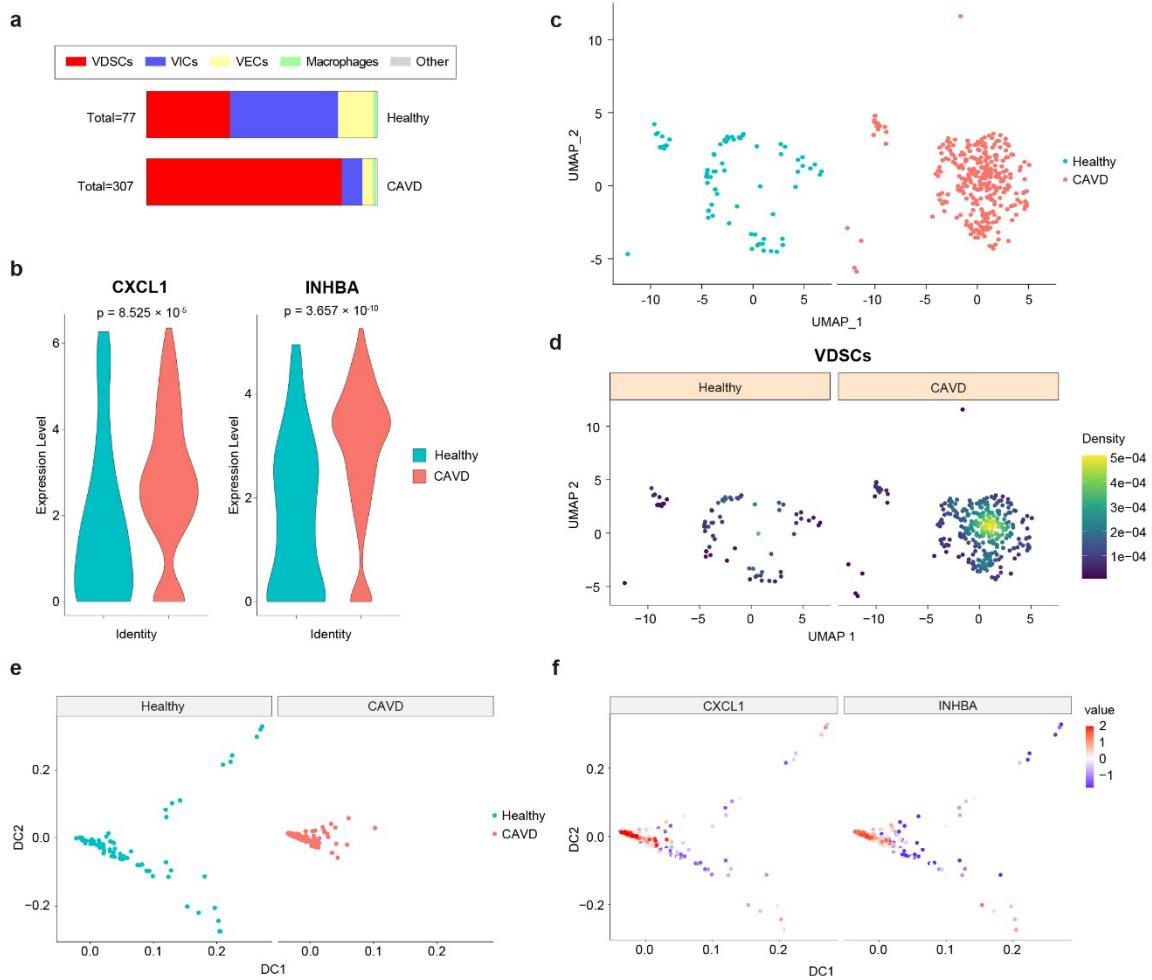 a
VDSCs VICs VECs Macrophages Other
Total=77 Healthy
Total=307 CAVD
b
CXCL1 INHBA
p = 8.525 × 10⁻⁵ p = 3.657 × 10⁻¹⁰
Expression Level
6
4
2
0
Identity
Expression Level
4
2
0
Identity
Healthy
CAVD
c
UMAP_2
10
5
0
−5
−10 −5 0 5 −10 −5 0 5
UMAP_1
Healthy
CAVD
d
VDSCs
Healthy CAVD
UMAP 2
10
5
0
−5
−10 −5 0 5 −10 −5 0 5
UMAP 1
Density
5e−04
4e−04
3e−04
2e−04
1e−04
e
Healthy CAVD
DC2
0.2
0.0
−0.2
0.0 0.1 0.2 0.0 0.1 0.2
DC1
Healthy
CAVD
f
CXCL1 INHBA
DC2
0.2
0.0
−0.2
0.0 0.1 0.2 0.0 0.1 0.2
DC1
value
2
1
0
−1